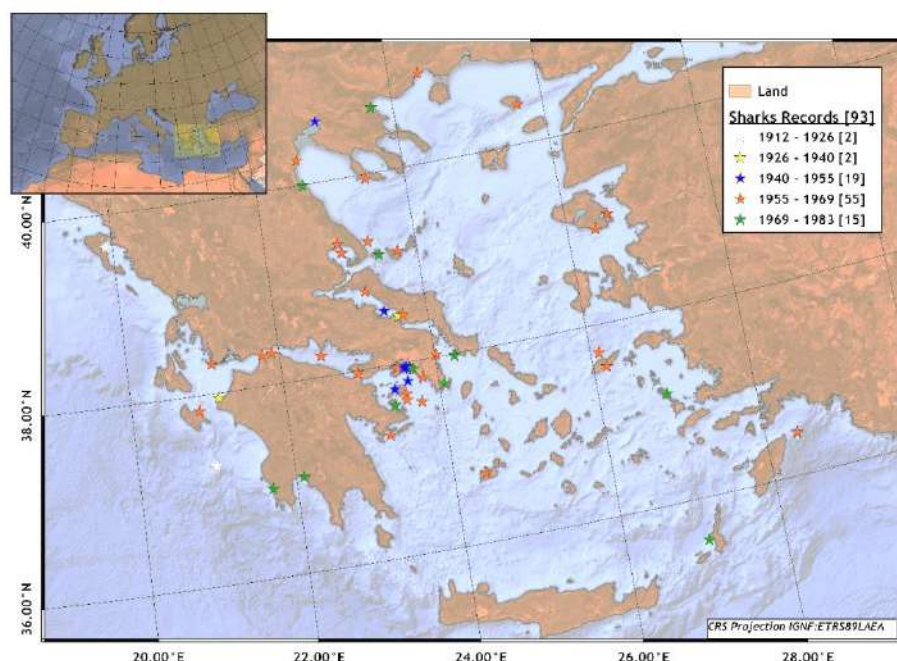 Land
Sharks Records [93]
1912 - 1926 [2]
1926 - 1940 [2]
1940 - 1955 [19]
1955 - 1969 [55]
1969 - 1983 [15]
40.00°N
38.00°N
36.00°N
CRS Projection IGNF:ETRS89LAEA
20.00°E
22.00°E
24.00°E
26.00°E
28.00°E